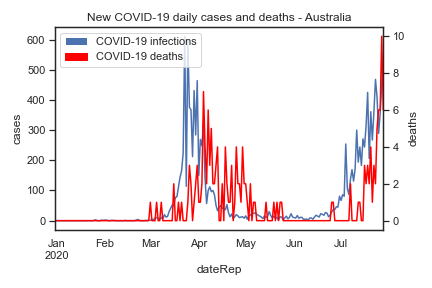 New COVID-19 daily cases and deaths - Australia
COVID-19 infections
COVID-19 deaths
600
500
400
300
200
100
0
cases
10
8
6
4
2
0
deaths
Jan Feb Mar Apr May Jun Jul
2020
dateRep